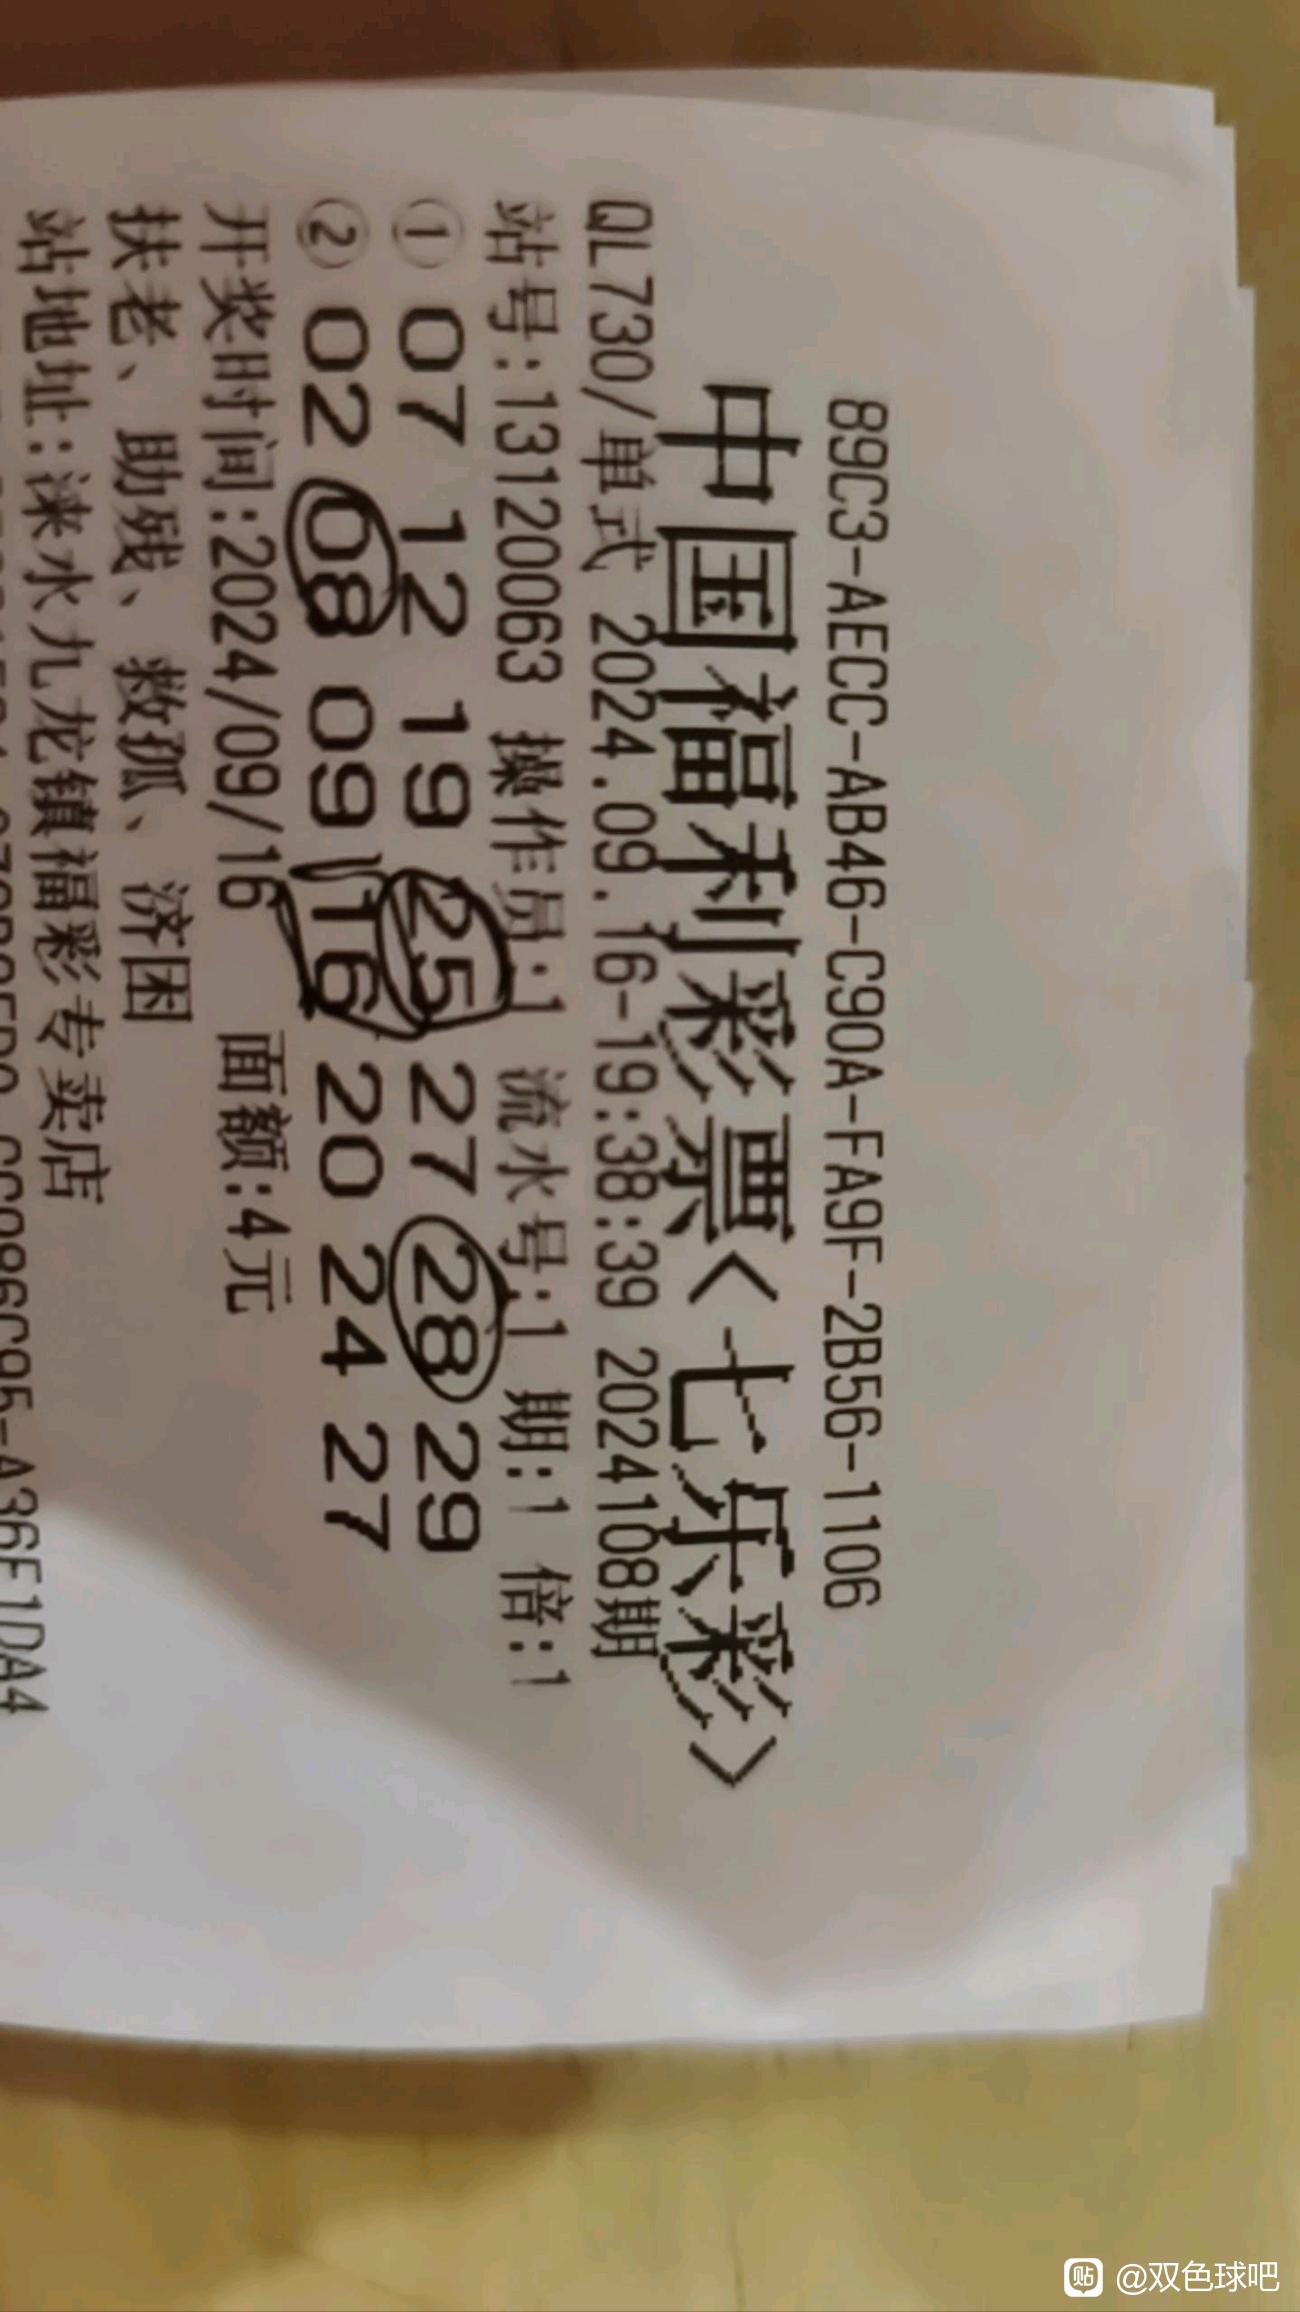 89C3-AECC-AB46-C90A-FA9F-2B56-1106
中国福利彩票<七乐彩>
QL730/单式 2024.09.16-19:38:39 2024108期
站号:13120063 操作员:1 流水号:1 期:1 倍:1
① 07 12 19 25 27 28 29
② 02 08 09 16 20 24 27
开奖时间:2024/09/16 面额:4元
扶老、助残、救孤、济困
站地址:涞水九龙镇福彩专卖店
贴 @双色球吧